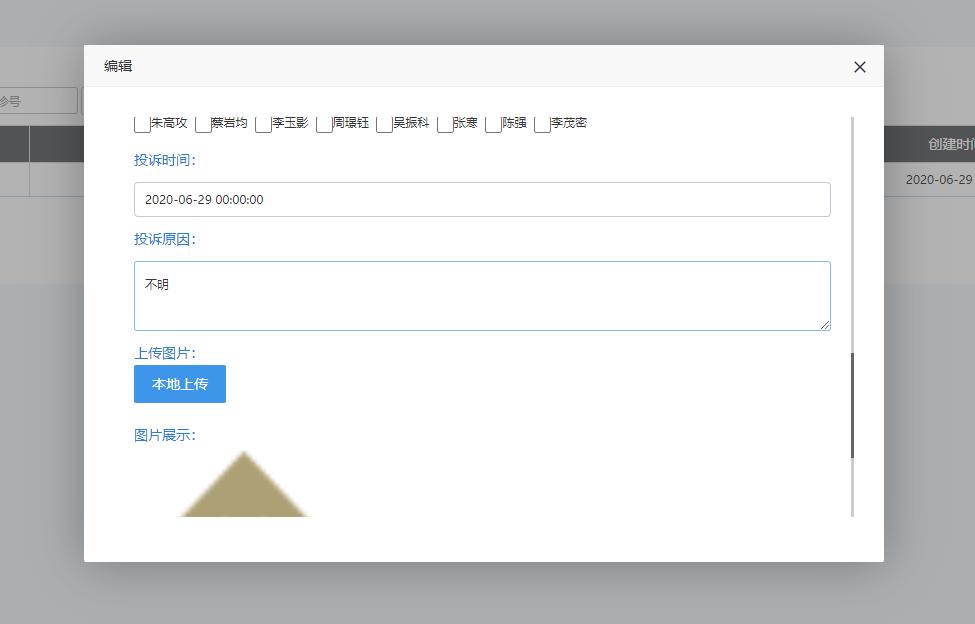 编辑
诊号
创建时间
2020-06-29
朱高攻 蔡岩均 李玉影 周璟钰 吴振科 张寒 陈强 李茂密
投诉时间:
2020-06-29 00:00:00
投诉原因:
不明
上传图片:
本地上传
图片展示: